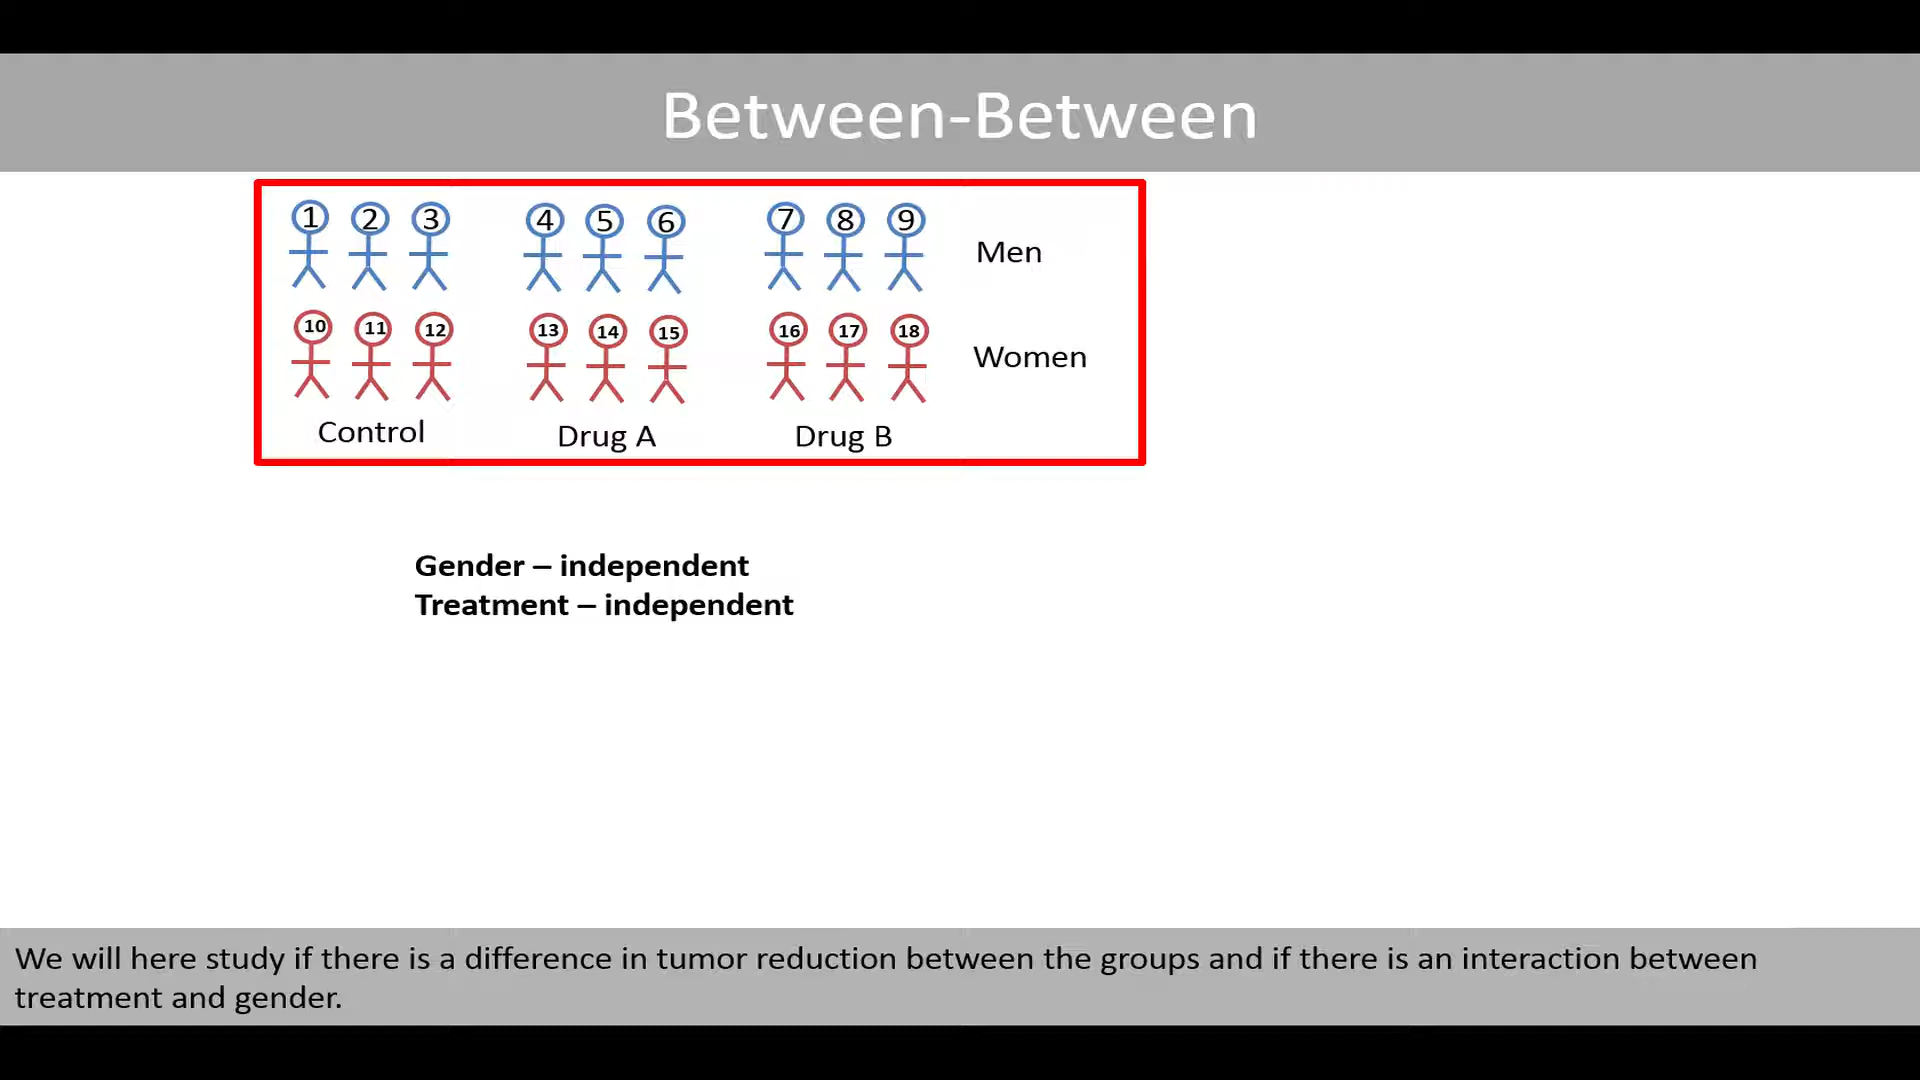 Between-Between
1 2 3 4 5 6 7 8 9 Men
10 11 12 13 14 15 16 17 18 Women
Control Drug A Drug B
Gender – independent
Treatment – independent
We will here study if there is a difference in tumor reduction between the groups and if there is an interaction between
treatment and gender.